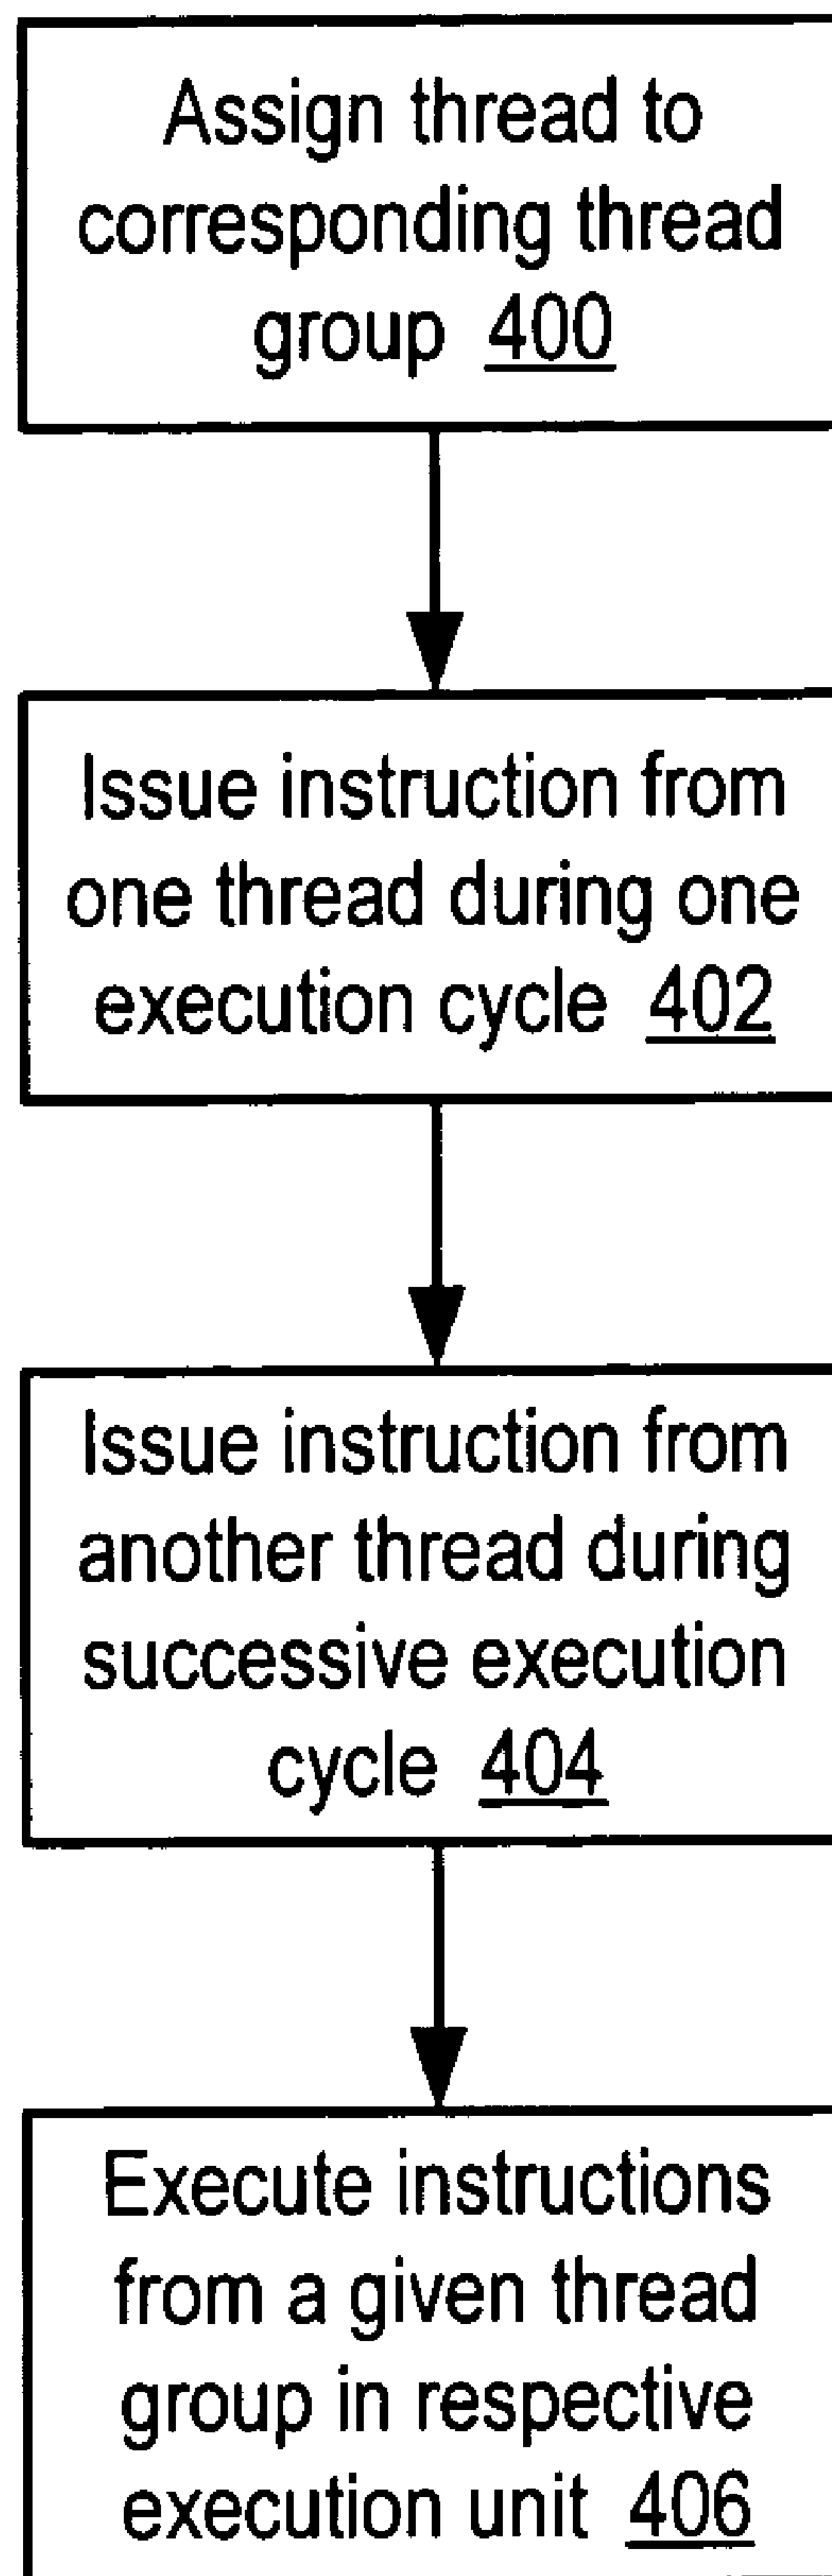 Assign thread to
corresponding thread
group 400
Issue instruction from
one thread during one
execution cycle 402
Issue instruction from
another thread during
successive execution
cycle 404
Execute instructions
from a given thread
group in respective
execution unit 406